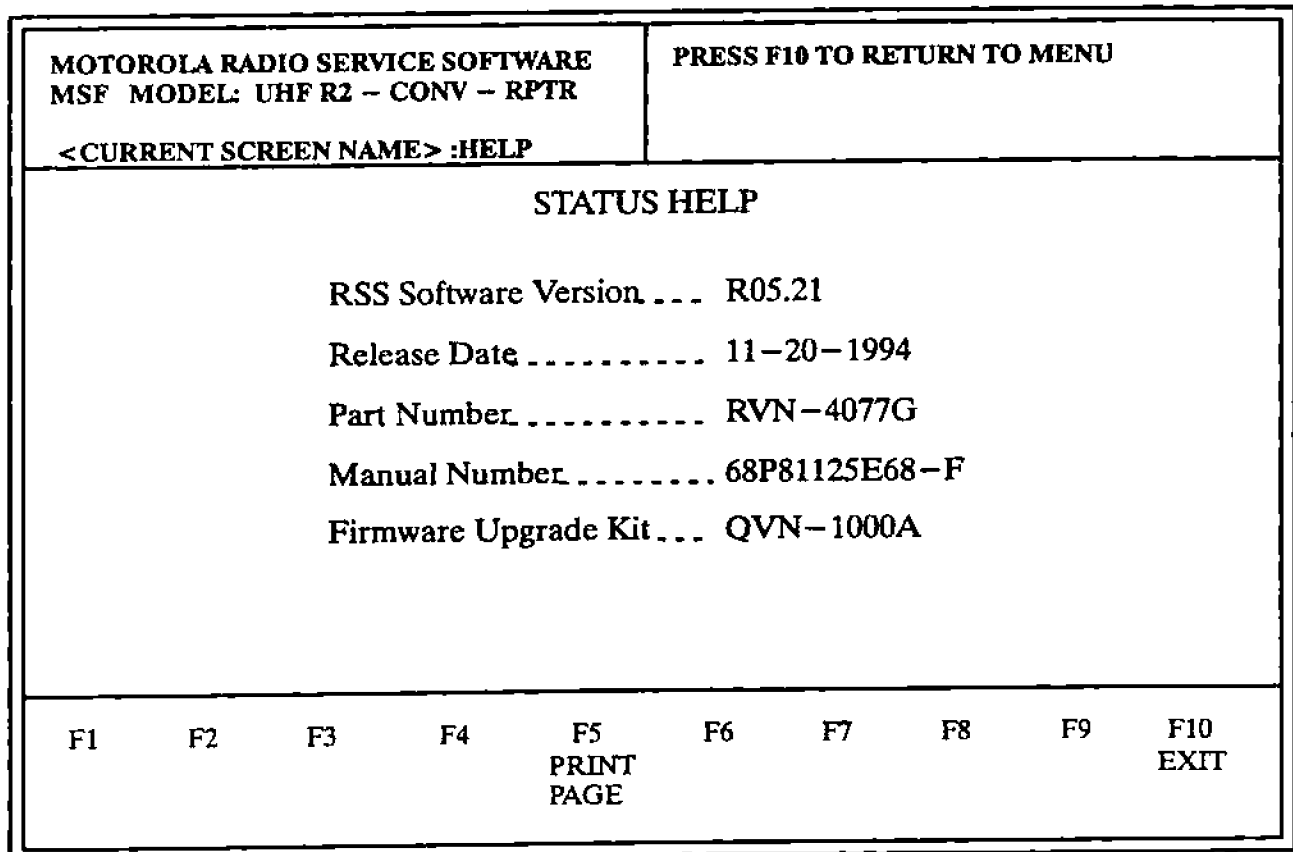 MOTOROLA RADIO SERVICE SOFTWARE
MSF MODEL: UHF R2 – CONV – RPTR
<CURRENT SCREEN NAME> :HELP
PRESS F10 TO RETURN TO MENU
STATUS HELP
RSS Software Version.... R05.21
Release Date........... 11-20-1994
Part Number........... RVN-4077G
Manual Number......... 68P81125E68-F
Firmware Upgrade Kit... QVN-1000A
F1 F2 F3 F4 F5 F6 F7 F8 F9 F10
PRINT EXIT
PAGE